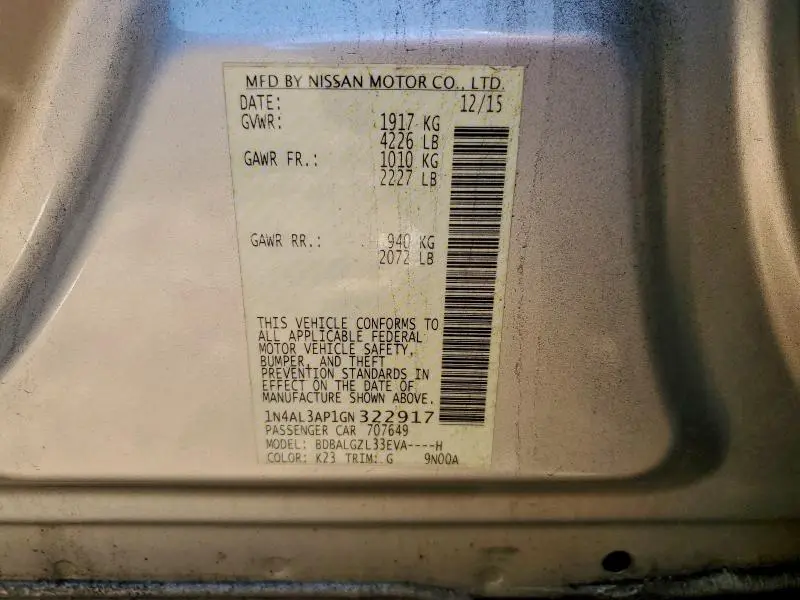 MFD BY NISSAN MOTOR CO., LTD.
DATE: 12/15
GVWR: 1917 KG
4226 LB
GAWR FR.: 1010 KG
2227 LB
GAWR RR.: 940 KG
2072 LB
THIS VEHICLE CONFORMS TO
ALL APPLICABLE FEDERAL
MOTOR VEHICLE SAFETY,
BUMPER, AND THEFT
PREVENTION STANDARDS IN
EFFECT ON THE DATE OF
MANUFACTURE SHOWN ABOVE.
1N4AL3AP1GN322917
PASSENGER CAR 707649
MODEL: BDBALGZL33EVA----H
COLOR: K23 TRIM: G 9N00A